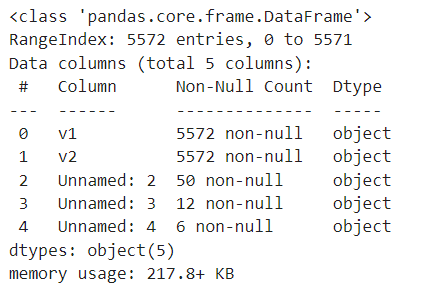 <class 'pandas.core.frame.DataFrame'>
RangeIndex: 5572 entries, 0 to 5571
Data columns (total 5 columns):
 #   Column      Non-Null Count  Dtype
---  ------      --------------  -----
 0   v1          5572 non-null   object
 1   v2          5572 non-null   object
 2   Unnamed: 2  50 non-null     object
 3   Unnamed: 3  12 non-null     object
 4   Unnamed: 4  6 non-null      object
dtypes: object(5)
memory usage: 217.8+ KB